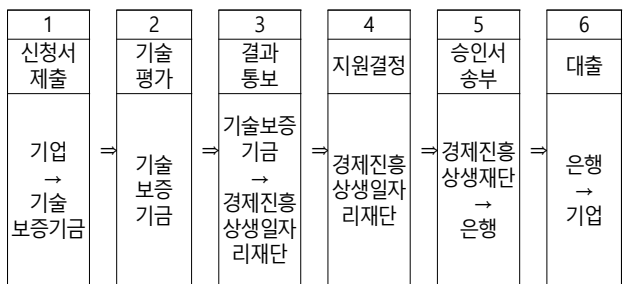 1
신청서
제출
기업
→
기술
보증기금
⇒
2
기술
평가
기술
보증
기금
⇒
3
결과
통보
기술보증
기금
→
경제진흥
상생일자
리재단
⇒
4
지원결정
경제진흥
상생일자
리재단
⇒
5
승인서
송부
경제진흥
상생재단
→
은행
⇒
6
대출
은행
→
기업